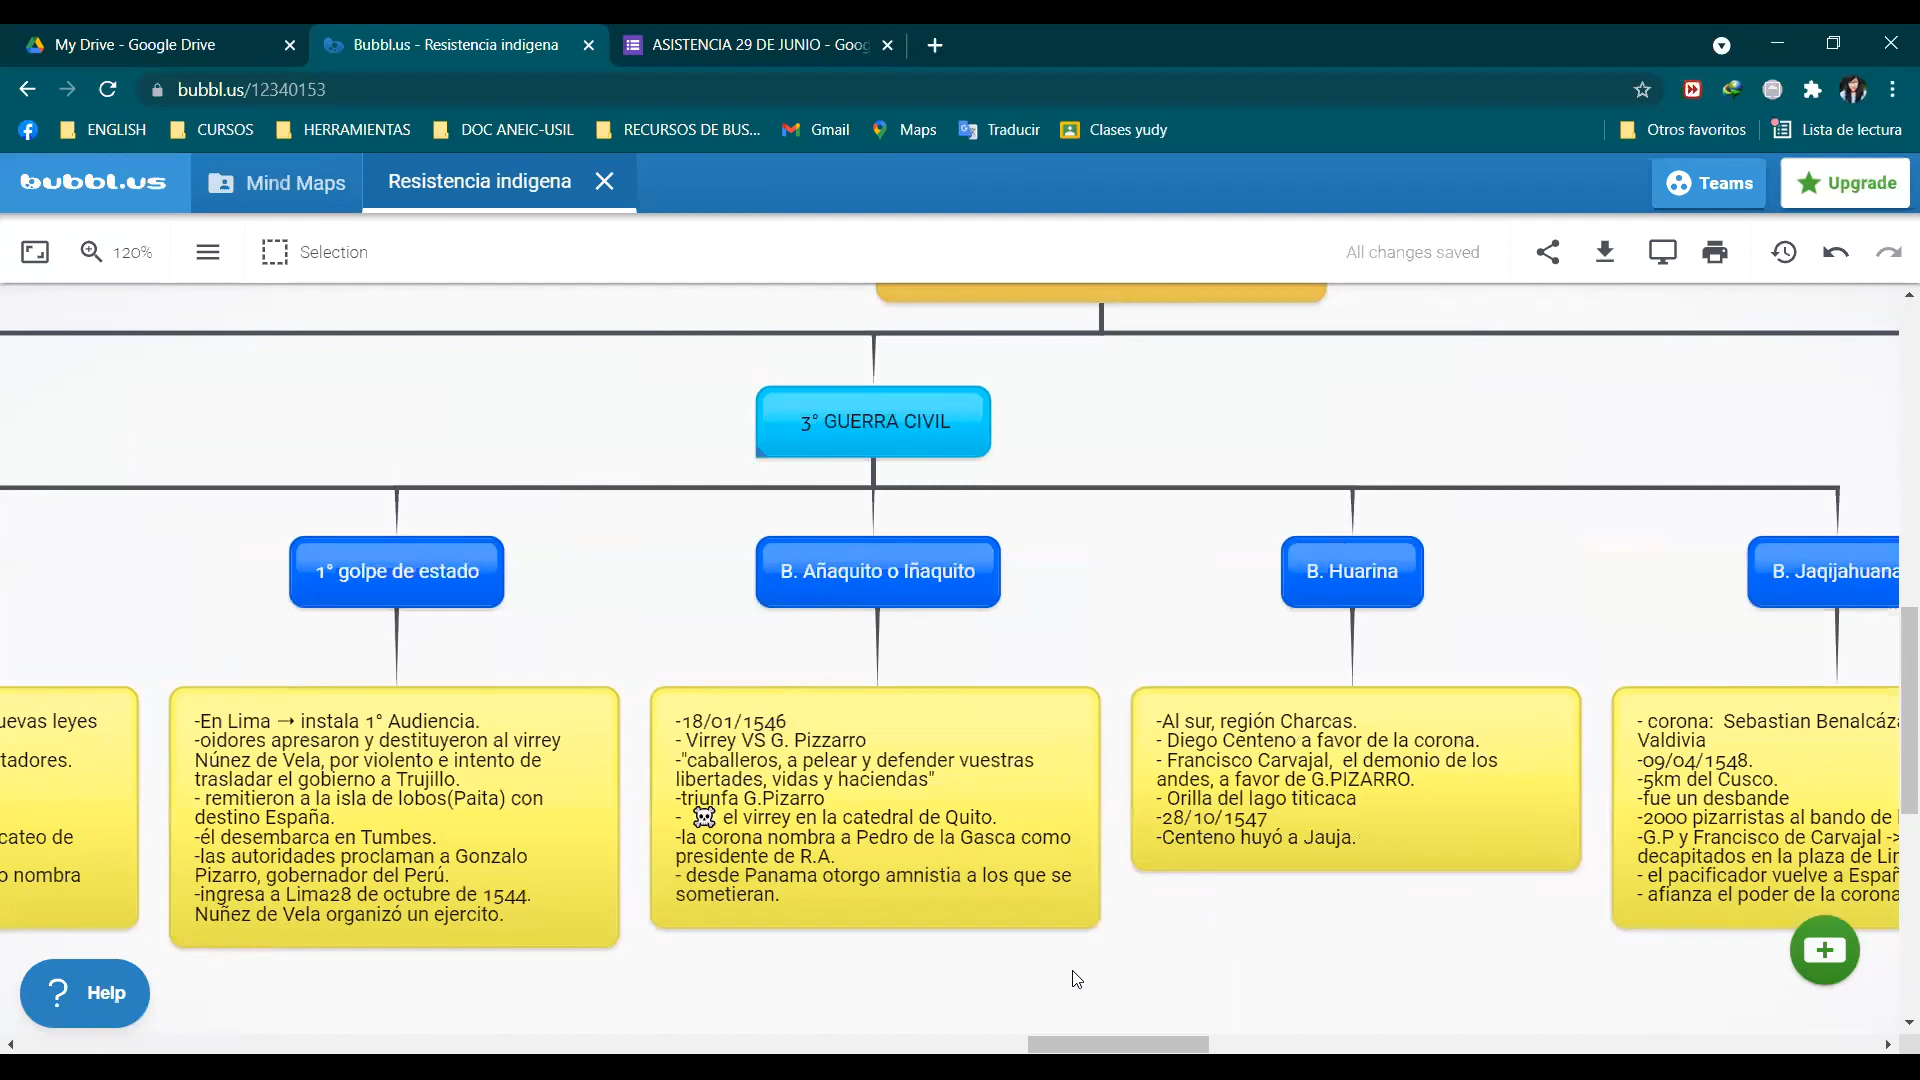 My Drive - Google Drive
Bubbl.us - Resistencia indigena
ASISTENCIA 29 DE JUNIO - Goog
bubbl.us/12340153
ENGLISH
CURSOS
HERRAMIENTAS
DOC ANEIC-USIL
RECURSOS DE BUS...
Gmail
Maps
Traducir
Clases yudy
Otros favoritos
Lista de lectura
bubbl.us
Mind Maps
Resistencia indigena
Teams
Upgrade
120%
Selection
All changes saved
3° GUERRA CIVIL
1° golpe de estado
B. Añaquito o Iñaquito
B. Huarina
B. Jaqijahuana
uevas leyes
tadores.
cateo de
o nombra
-En Lima → instala 1° Audiencia.
-oidores apresaron y destituyeron al virrey
Núnez de Vela, por violento e intento de
trasladar el gobierno a Trujillo.
- remitieron a la isla de lobos(Paita) con
destino España.
-él desembarca en Tumbes.
-las autoridades proclaman a Gonzalo
Pizarro, gobernador del Perú.
-ingresa a Lima28 de octubre de 1544.
Nuñez de Vela organizó un ejercito.
-18/01/1546
- Virrey VS G. Pizzarro
-"caballeros, a pelear y defender vuestras
libertades, vidas y haciendas"
-triunfa G.Pizarro
- ☠ el virrey en la catedral de Quito.
-la corona nombra a Pedro de la Gasca como
presidente de R.A.
- desde Panama otorgo amnistia a los que se
sometieran.
-Al sur, región Charcas.
- Diego Centeno a favor de la corona.
- Francisco Carvajal, el demonio de los
andes, a favor de G.PIZARRO.
- Orilla del lago titicaca
-28/10/1547
-Centeno huyó a Jauja.
- corona: Sebastian Benalcáza
Valdivia
-09/04/1548.
-5km del Cusco.
-fue un desbande
-2000 pizarristas al bando de
-G.P y Francisco de Carvajal ->
decapitados en la plaza de Lim
- el pacificador vuelve a Españ
- afianza el poder de la corona
? Help